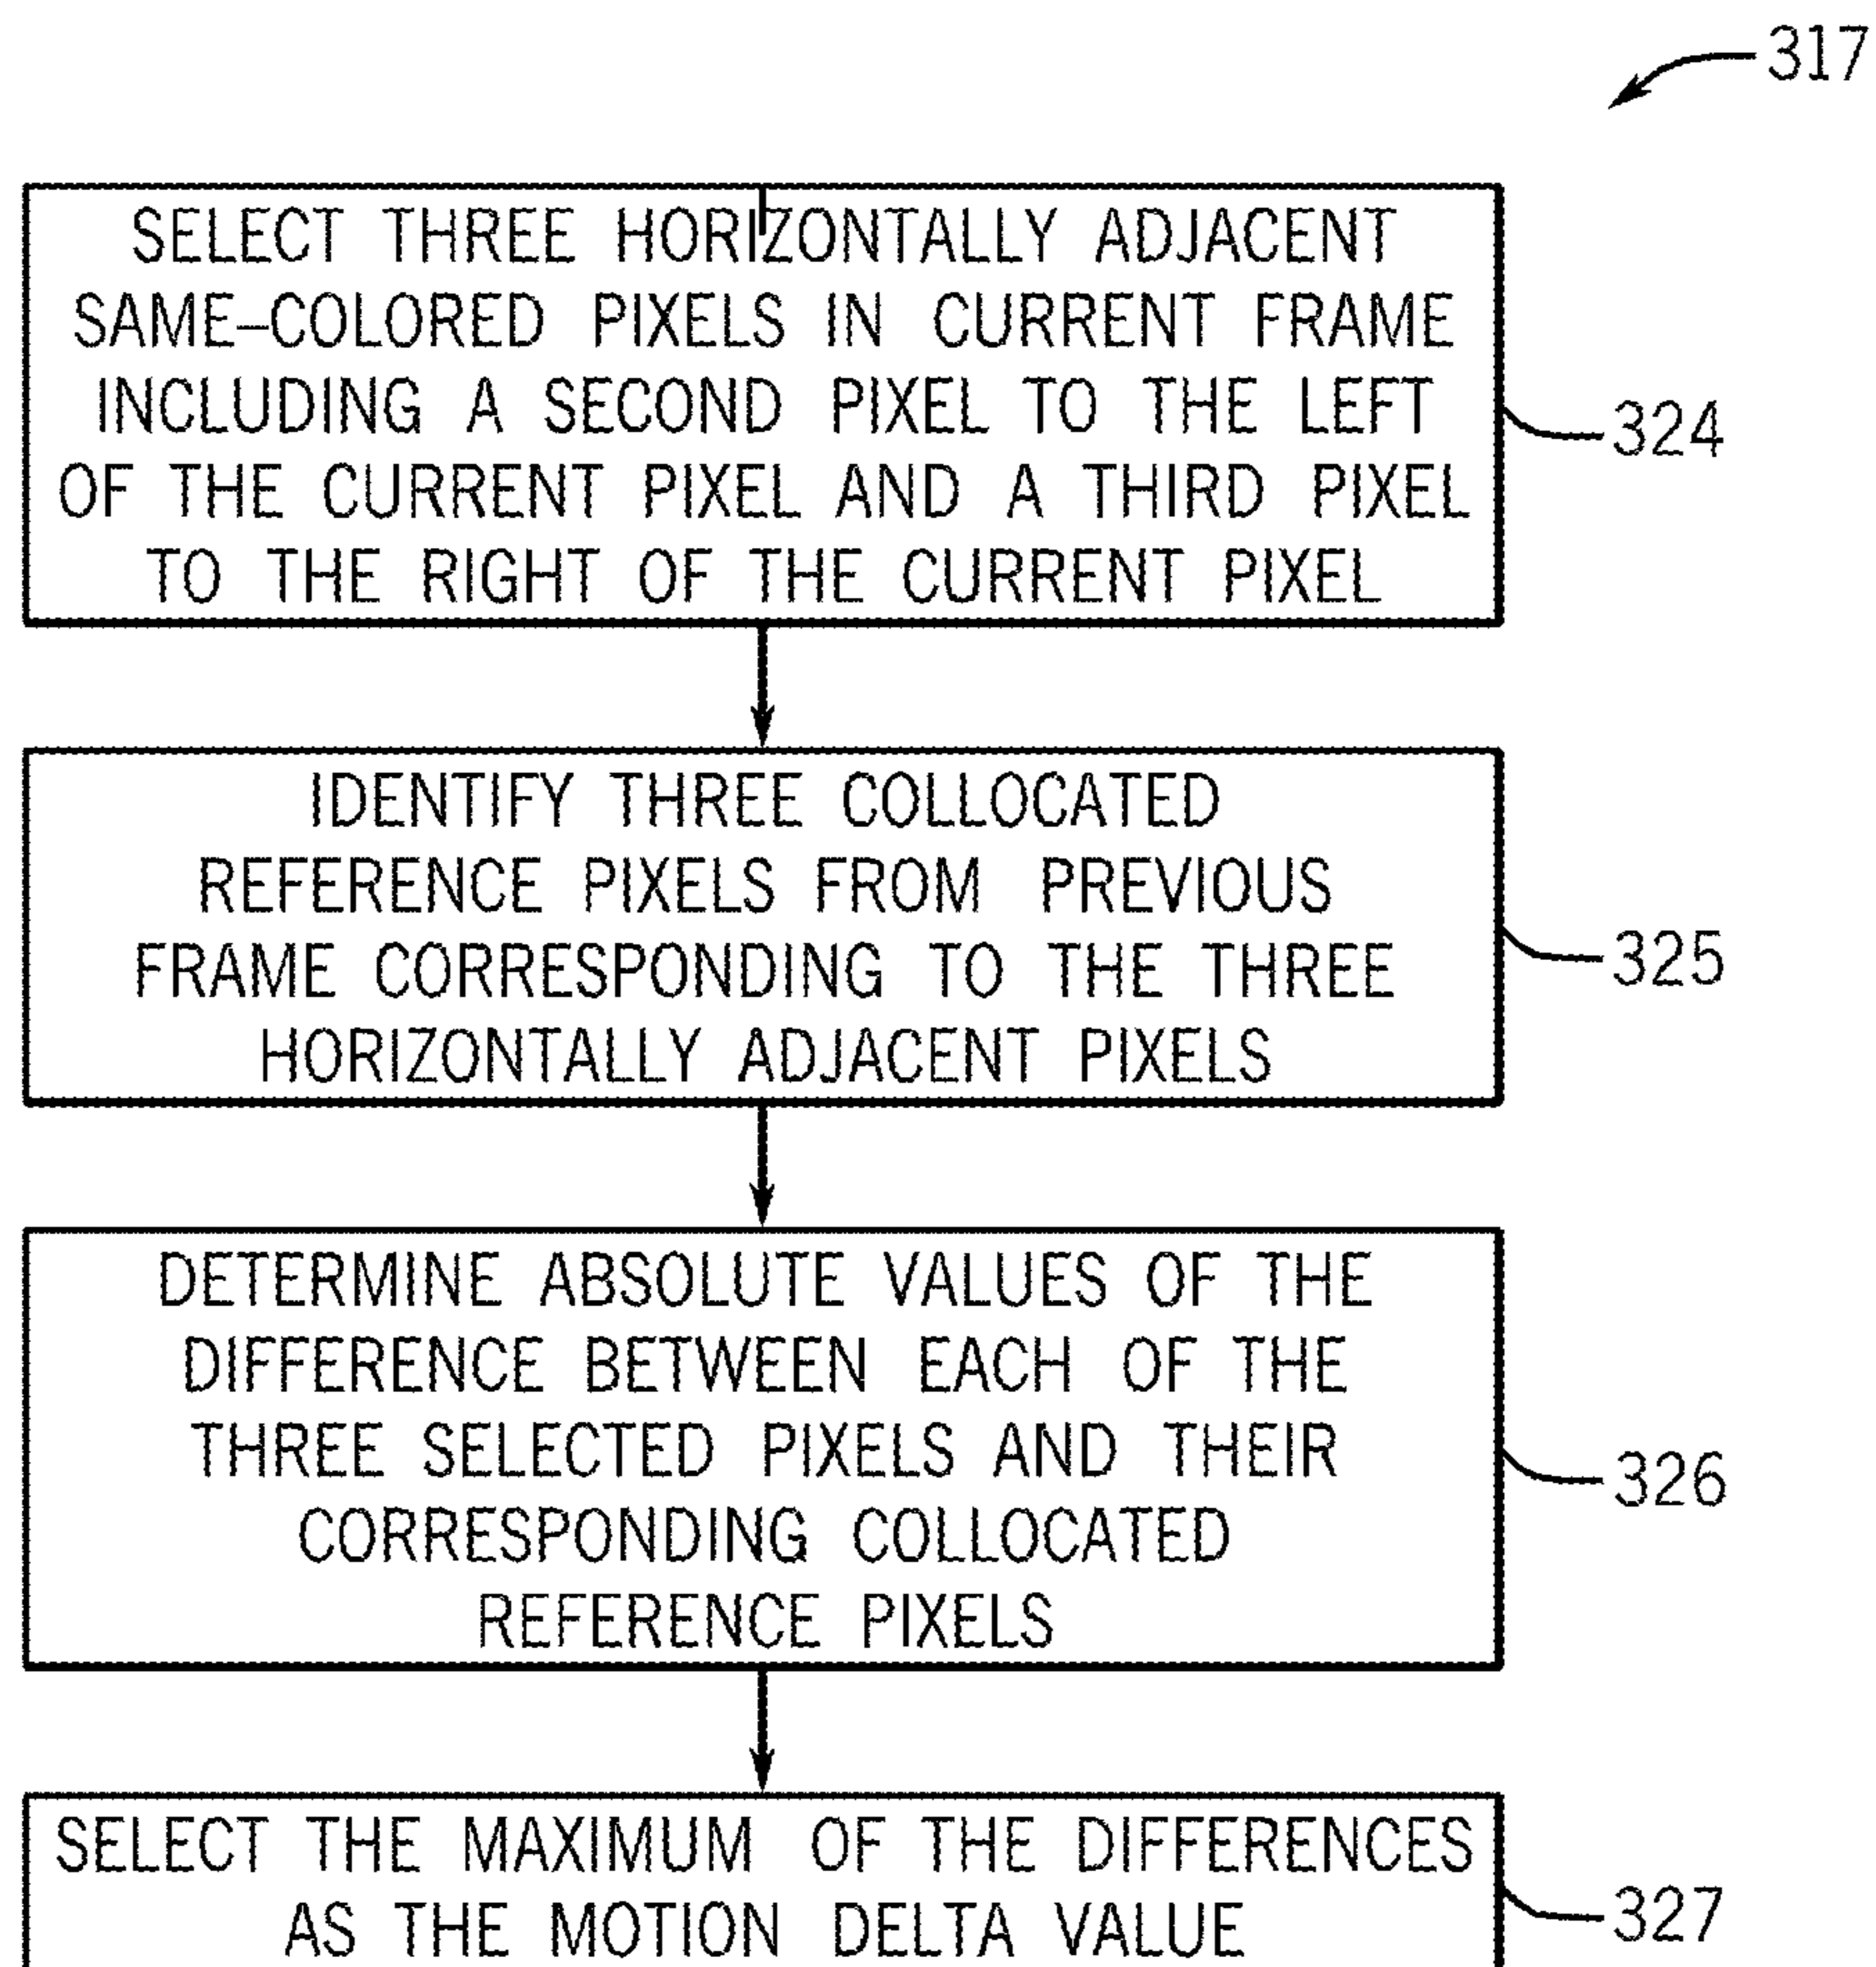 317
SELECT THREE HORIZONTALLY ADJACENT
SAME-COLORED PIXELS IN CURRENT FRAME
INCLUDING A SECOND PIXEL TO THE LEFT
OF THE CURRENT PIXEL AND A THIRD PIXEL
TO THE RIGHT OF THE CURRENT PIXEL
324
IDENTIFY THREE COLLOCATED
REFERENCE PIXELS FROM PREVIOUS
FRAME CORRESPONDING TO THE THREE
HORIZONTALLY ADJACENT PIXELS
325
DETERMINE ABSOLUTE VALUES OF THE
DIFFERENCE BETWEEN EACH OF THE
THREE SELECTED PIXELS AND THEIR
CORRESPONDING COLLOCATED
REFERENCE PIXELS
326
SELECT THE MAXIMUM OF THE DIFFERENCES
AS THE MOTION DELTA VALUE
327